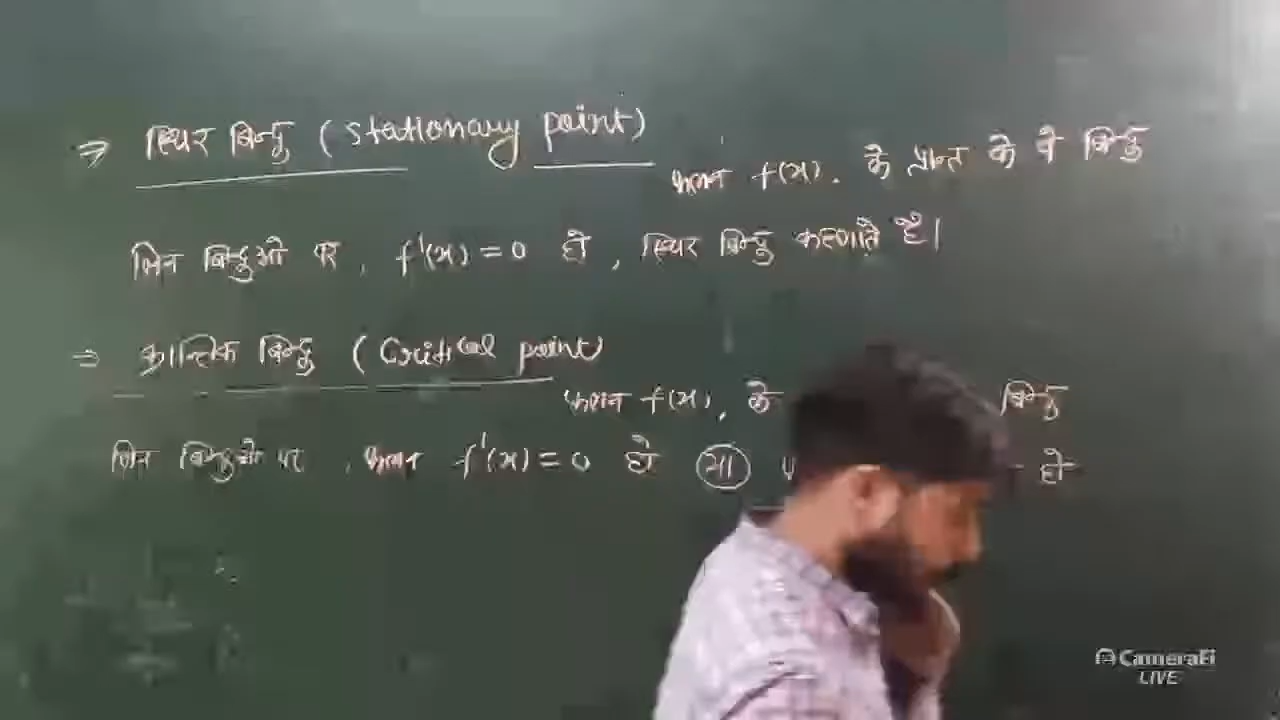 ⇒ स्थिर बिन्दु (stationary point)
फलन f(x). के प्रान्त के वे बिन्दु
जिन बिन्दुओ पर, f'(x) = 0 हो, स्थिर बिन्दु कहलाते है।
⇒ क्रान्तिक बिन्दु (Critical point
फलन f(x), के बिन्दु
जिन बिन्दुओ पर, फलन f'(x) = 0 हो या हो
CameraFi
LIVE